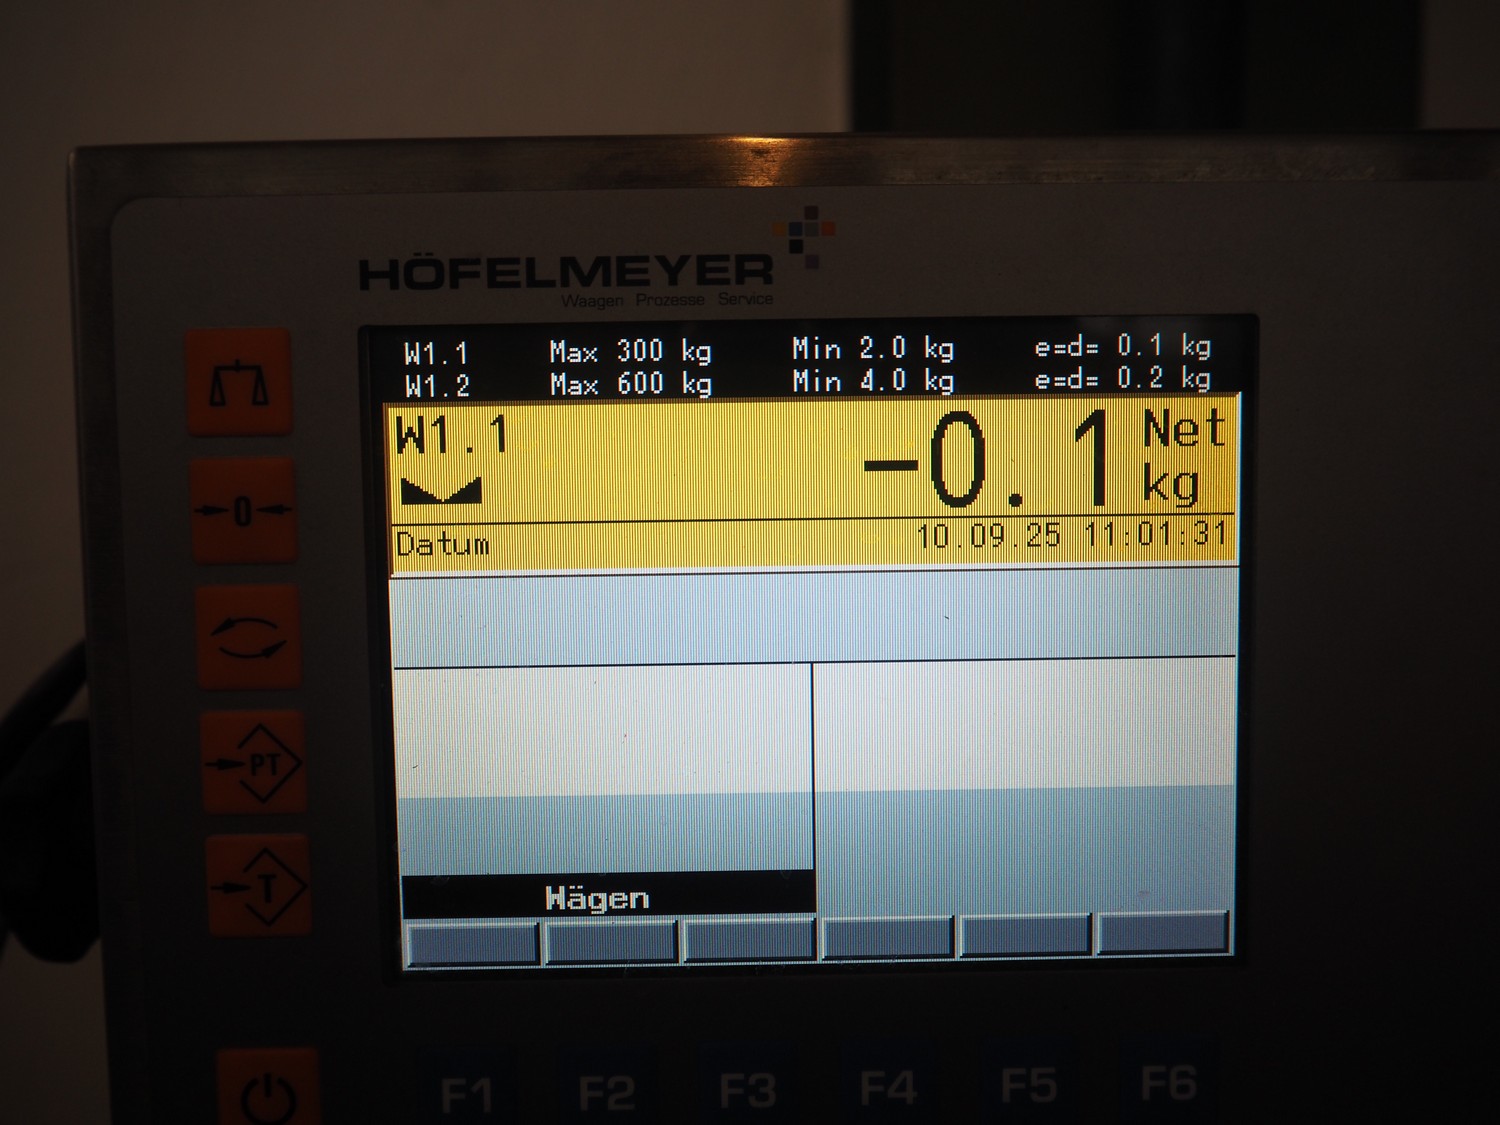 HÖFELMEYER
Waagen Prozesse Service
W1.1 Max 300 kg Min 2.0 kg e=d= 0.1 kg
W1.2 Max 600 kg Min 4.0 kg e=d= 0.2 kg
W1.1 -0.1 Net
kg
Datum 10.09.25 11:01:31
Wägen
0
PT
T
F1 F2 F3 F4 F5 F6